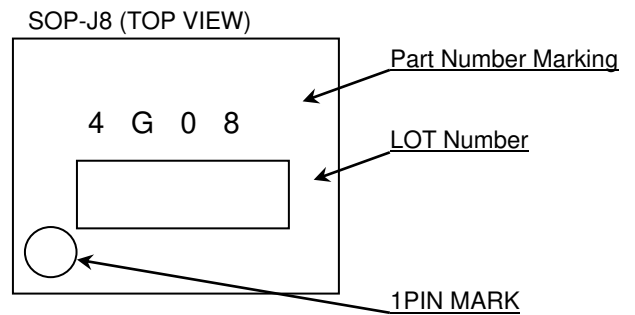 SOP-J8 (TOP VIEW)
Part Number Marking
4 G 0 8
LOT Number
1PIN MARK